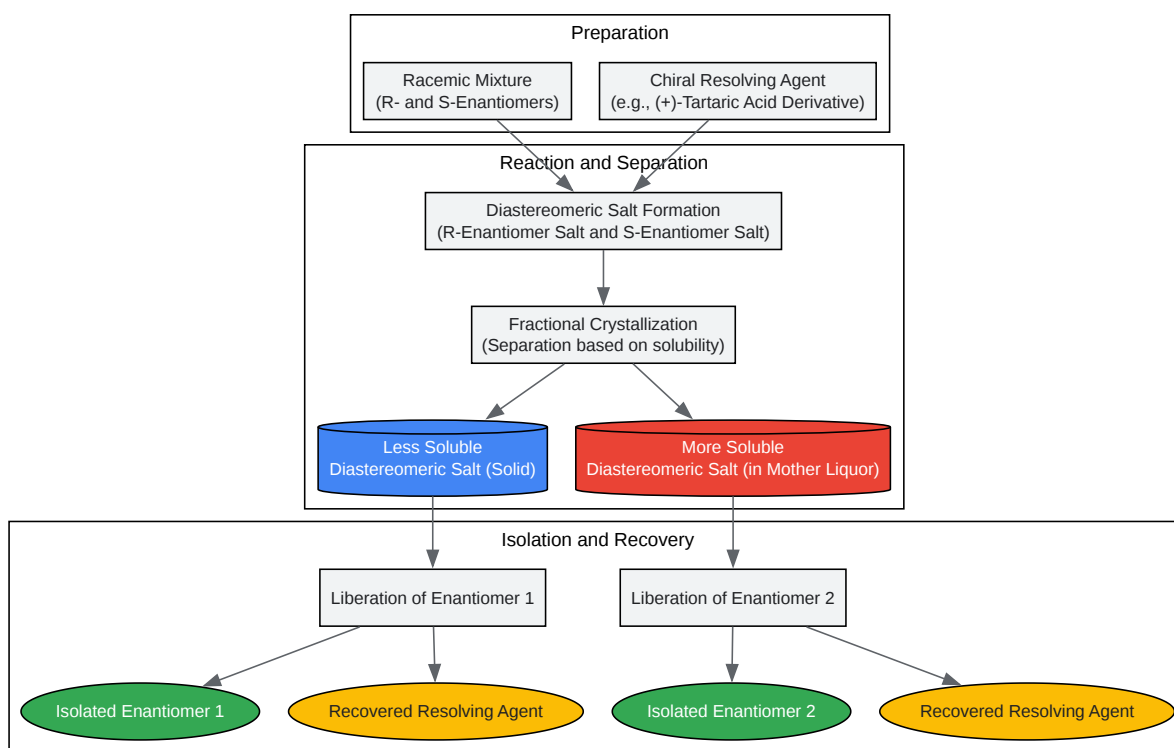 Preparation
Racemic Mixture
(R- and S-Enantiomers)
Chiral Resolving Agent
(e.g., (+)-Tartaric Acid Derivative)
Reaction and Separation
Diastereomeric Salt Formation
(R-Enantiomer Salt and S-Enantiomer Salt)
Fractional Crystallization
(Separation based on solubility)
Less Soluble
Diastereomeric Salt (Solid)
More Soluble
Diastereomeric Salt (in Mother Liquor)
Isolation and Recovery
Liberation of Enantiomer 1
Liberation of Enantiomer 2
Isolated Enantiomer 1
Recovered Resolving Agent
Isolated Enantiomer 2
Recovered Resolving Agent